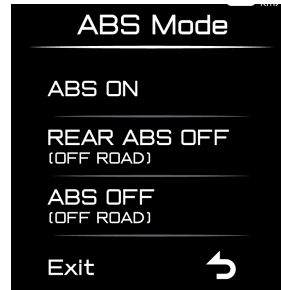 ABS Mode
ABS ON
REAR ABS OFF
(OFF ROAD)
ABS OFF
(OFF ROAD)
Exit